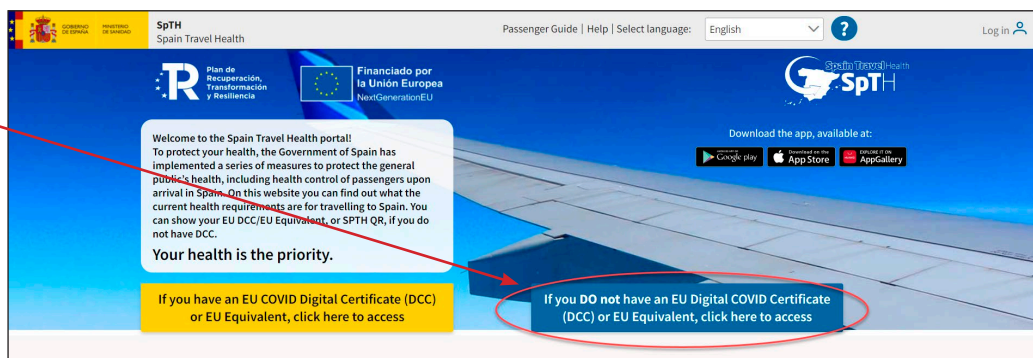 GOBIERNO DE ESPAÑA
MINISTERIO DE SANIDAD
SpTH
Spain Travel Health
Passenger Guide | Help | Select language:
English
?
Log in
Plan de
Recuperación,
Transformación
y Resiliencia
Financiado por
la Unión Europea
NextGenerationEU
Spain Travel Health
SpTH
Welcome to the Spain Travel Health portal!
To protect your health, the Government of Spain has
implemented a series of measures to protect the general
public's health, including health control of passengers upon
arrival in Spain. On this website you can find out what the
current health requirements are for travelling to Spain. You
can show your EU DCC/EU Equivalent, or SPTH QR, if you do
not have DCC.
Your health is the priority.
Download the app, available at:
Google play
Download on the
App Store
EXPLORE IT ON
AppGallery
If you have an EU COVID Digital Certificate (DCC)
or EU Equivalent, click here to access
If you DO not have an EU Digital COVID Certificate
(DCC) or EU Equivalent, click here to access